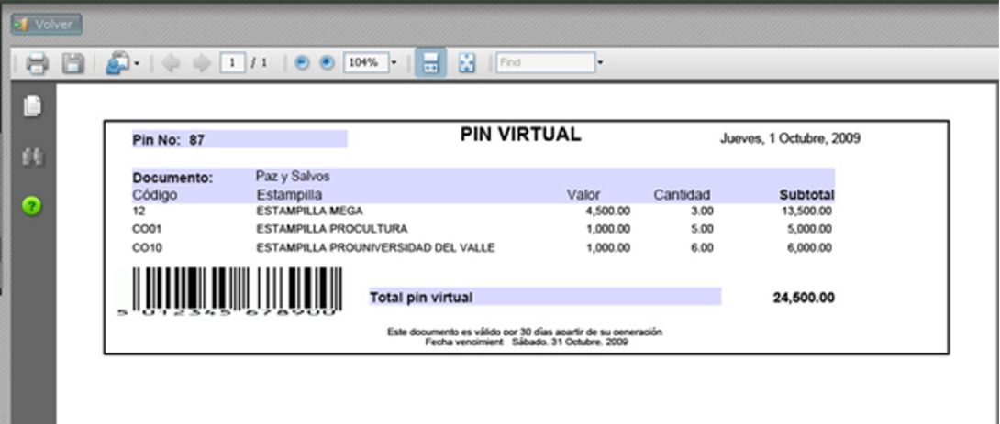 Volver
1 / 1 104% Find
Pin No: 87 PIN VIRTUAL Jueves, 1 Octubre, 2009
Documento: Paz y Salvos
Código Estampilla Valor Cantidad Subtotal
12 ESTAMPILLA MEGA 4,500.00 3.00 13,500.00
CO01 ESTAMPILLA PROCULTURA 1,000.00 5.00 5,000.00
CO10 ESTAMPILLA PROUNIVERSIDAD DEL VALLE 1,000.00 6.00 6,000.00
5 012345 678900
Total pin virtual 24,500.00
Este documento es válido por 30 días apartir de su generación
Fecha vencimient Sábado. 31 Octubre. 2009